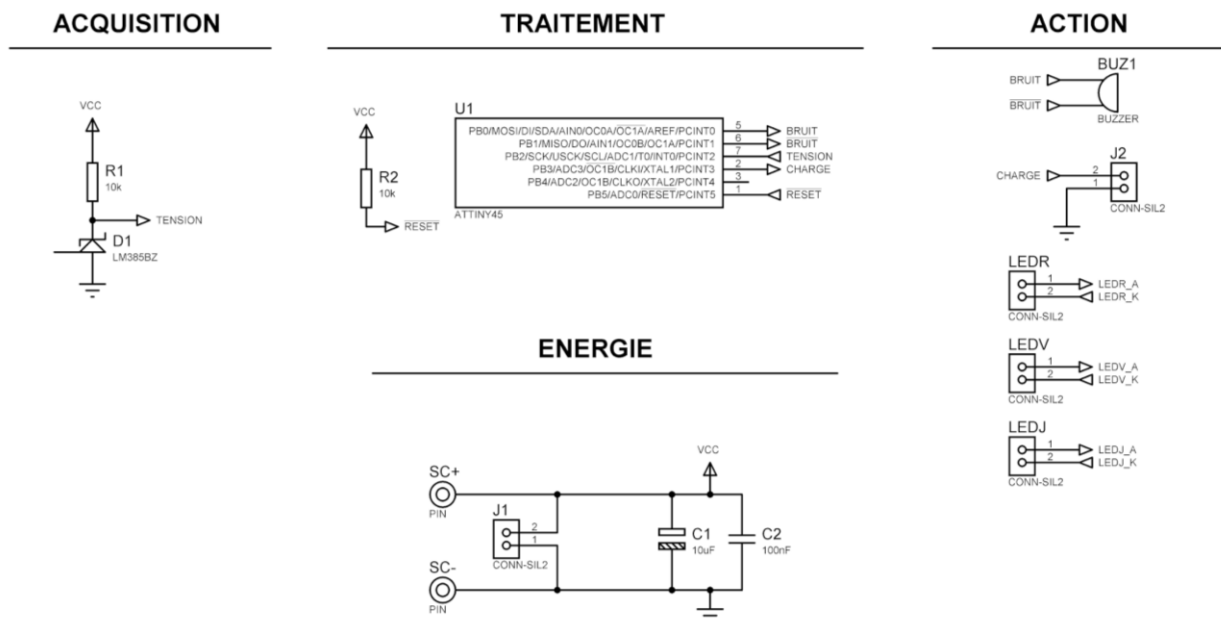 ACQUISITION
VCC
R1
10k
TENSION
D1
LM385BZ
TRAITEMENT
VCC
R2
10k
RESET
U1
PB0/MOSI/DI/SDA/AIN0/OC0A/OC1A/AREF/PCINT0 5 BRUIT
PB1/MISO/DO/AIN1/OC0B/OC1A/PCINT1 6 BRUIT
PB2/SCK/USCK/SCL/ADC1/T0/INT0/PCINT2 7 TENSION
PB3/ADC3/OC1B/CLKI/XTAL1/PCINT3 2 CHARGE
PB4/ADC2/OC1B/CLKO/XTAL2/PCINT4 3
PB5/ADC0/RESET/PCINT5 1 RESET
ATTINY45
ACTION
BUZ1
BRUIT
BRUIT
BUZZER
J2
CHARGE 2
1
CONN-SIL2
LEDR
1 LEDR_A
2 LEDR_K
CONN-SIL2
LEDV
1 LEDV_A
2 LEDV_K
CONN-SIL2
LEDJ
1 LEDJ_A
2 LEDJ_K
CONN-SIL2
ENERGIE
VCC
SC+
PIN
J1
2
1
CONN-SIL2
C1
10uF
C2
100nF
SC-
PIN